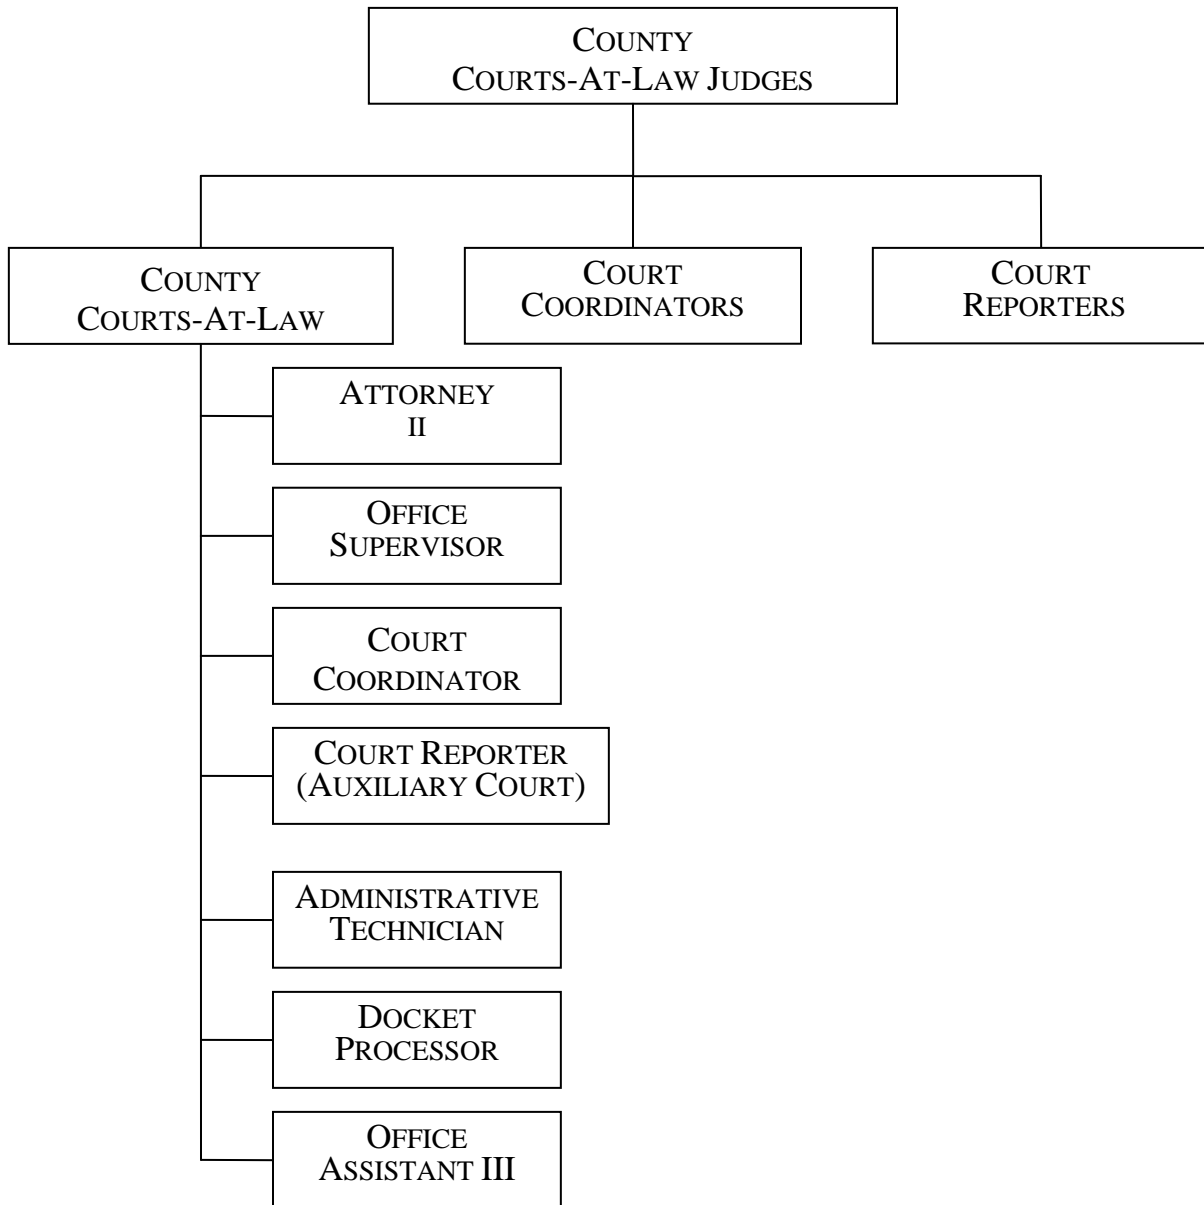 COUNTY
COURTS-AT-LAW JUDGES
COUNTY
COURTS-AT-LAW
COURT
COORDINATORS
COURT
REPORTERS
ATTORNEY
II
OFFICE
SUPERVISOR
COURT
COORDINATOR
COURT REPORTER
(AUXILIARY COURT)
ADMINISTRATIVE
TECHNICIAN
DOCKET
PROCESSOR
OFFICE
ASSISTANT III